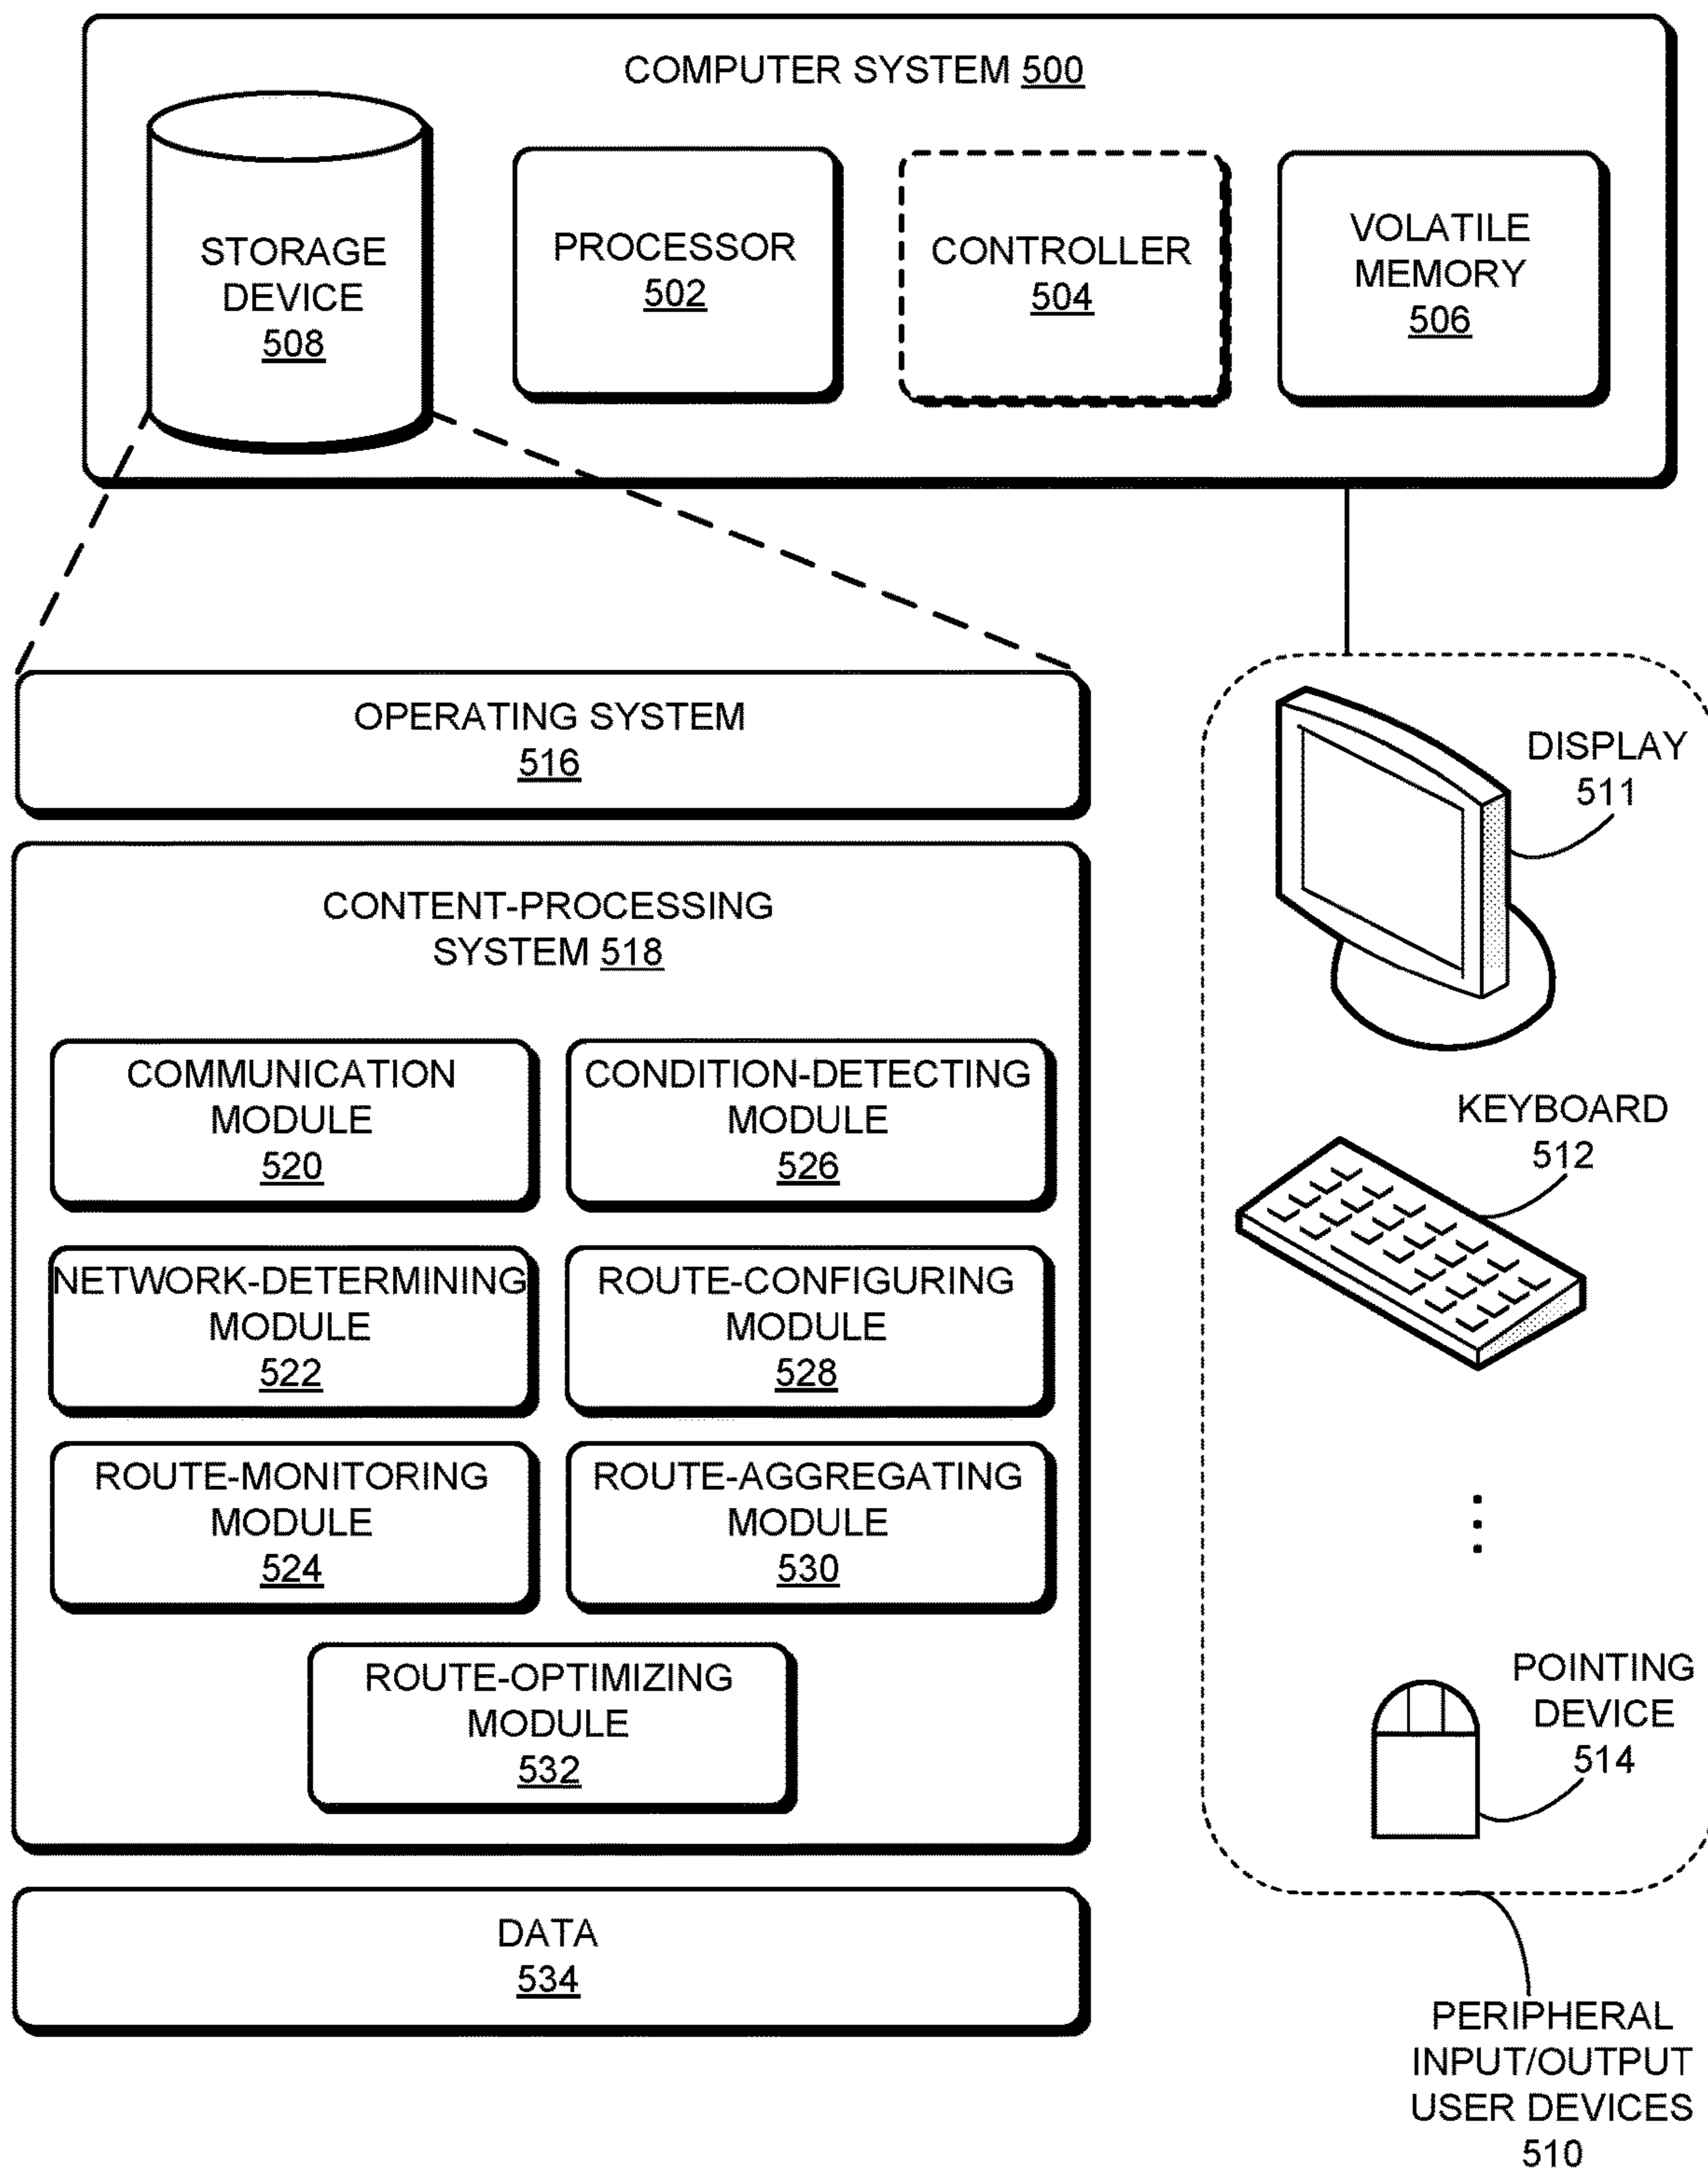 COMPUTER SYSTEM 500
STORAGE
DEVICE
508
PROCESSOR
502
CONTROLLER
504
VOLATILE
MEMORY
506
OPERATING SYSTEM
516
CONTENT-PROCESSING
SYSTEM 518
COMMUNICATION
MODULE
520
CONDITION-DETECTING
MODULE
526
NETWORK-DETERMINING
MODULE
522
ROUTE-CONFIGURING
MODULE
528
ROUTE-MONITORING
MODULE
524
ROUTE-AGGREGATING
MODULE
530
ROUTE-OPTIMIZING
MODULE
532
DATA
534
DISPLAY
511
KEYBOARD
512
POINTING
DEVICE
514
PERIPHERAL
INPUT/OUTPUT
USER DEVICES
510